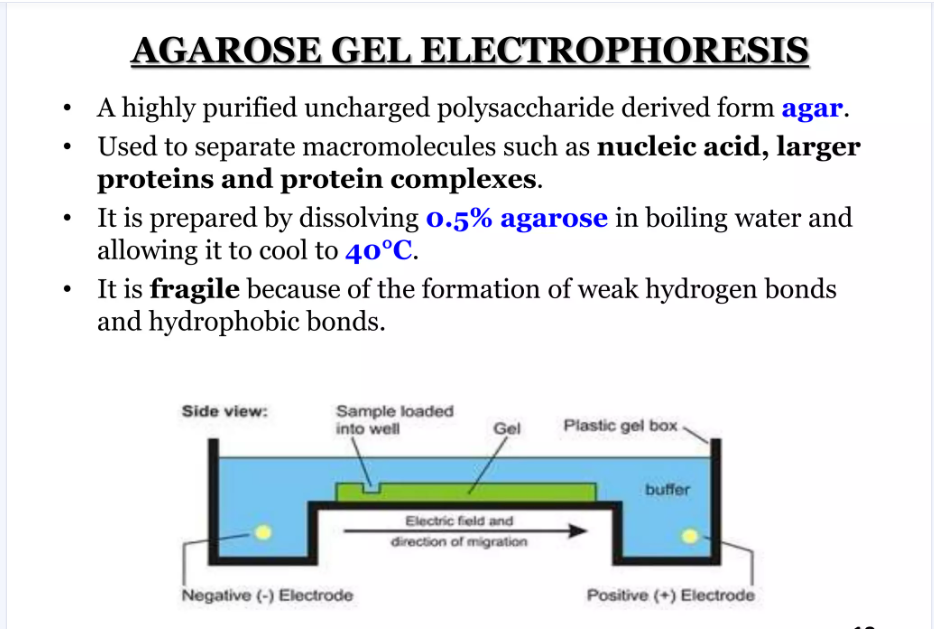 AGAROSE GEL ELECTROPHORESIS
• A highly purified uncharged polysaccharide derived form agar.
• Used to separate macromolecules such as nucleic acid, larger
proteins and protein complexes.
• It is prepared by dissolving 0.5% agarose in boiling water and
allowing it to cool to 40°C.
• It is fragile because of the formation of weak hydrogen bonds
and hydrophobic bonds.
Side view:
Sample loaded
into well
Gel
Plastic gel box
buffer
Electric field and
direction of migration
Negative (-) Electrode
Positive (+) Electrode